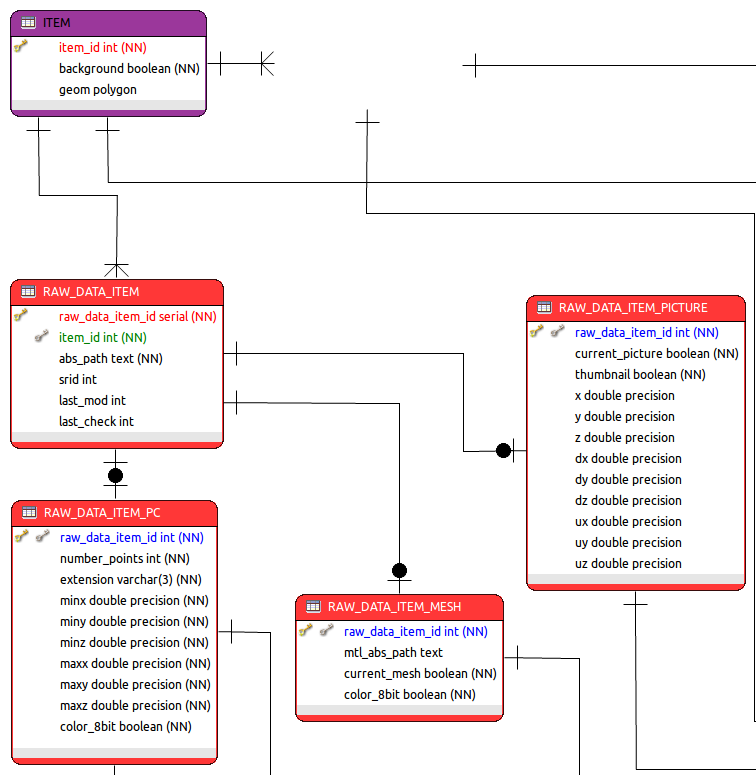 ITEM
item_id int (NN)
background boolean (NN)
geom polygon
RAW_DATA_ITEM
raw_data_item_id serial (NN)
item_id int (NN)
abs_path text (NN)
srid int
last_mod int
last_check int
RAW_DATA_ITEM_PICTURE
raw_data_item_id int (NN)
current_picture boolean (NN)
thumbnail boolean (NN)
x double precision
y double precision
z double precision
dx double precision
dy double precision
dz double precision
ux double precision
uy double precision
uz double precision
RAW_DATA_ITEM_PC
raw_data_item_id int (NN)
number_points int (NN)
extension varchar(3) (NN)
minx double precision (NN)
miny double precision (NN)
minz double precision (NN)
maxx double precision (NN)
maxy double precision (NN)
maxz double precision (NN)
color_8bit boolean (NN)
RAW_DATA_ITEM_MESH
raw_data_item_id int (NN)
mtl_abs_path text
current_mesh boolean (NN)
color_8bit boolean (NN)